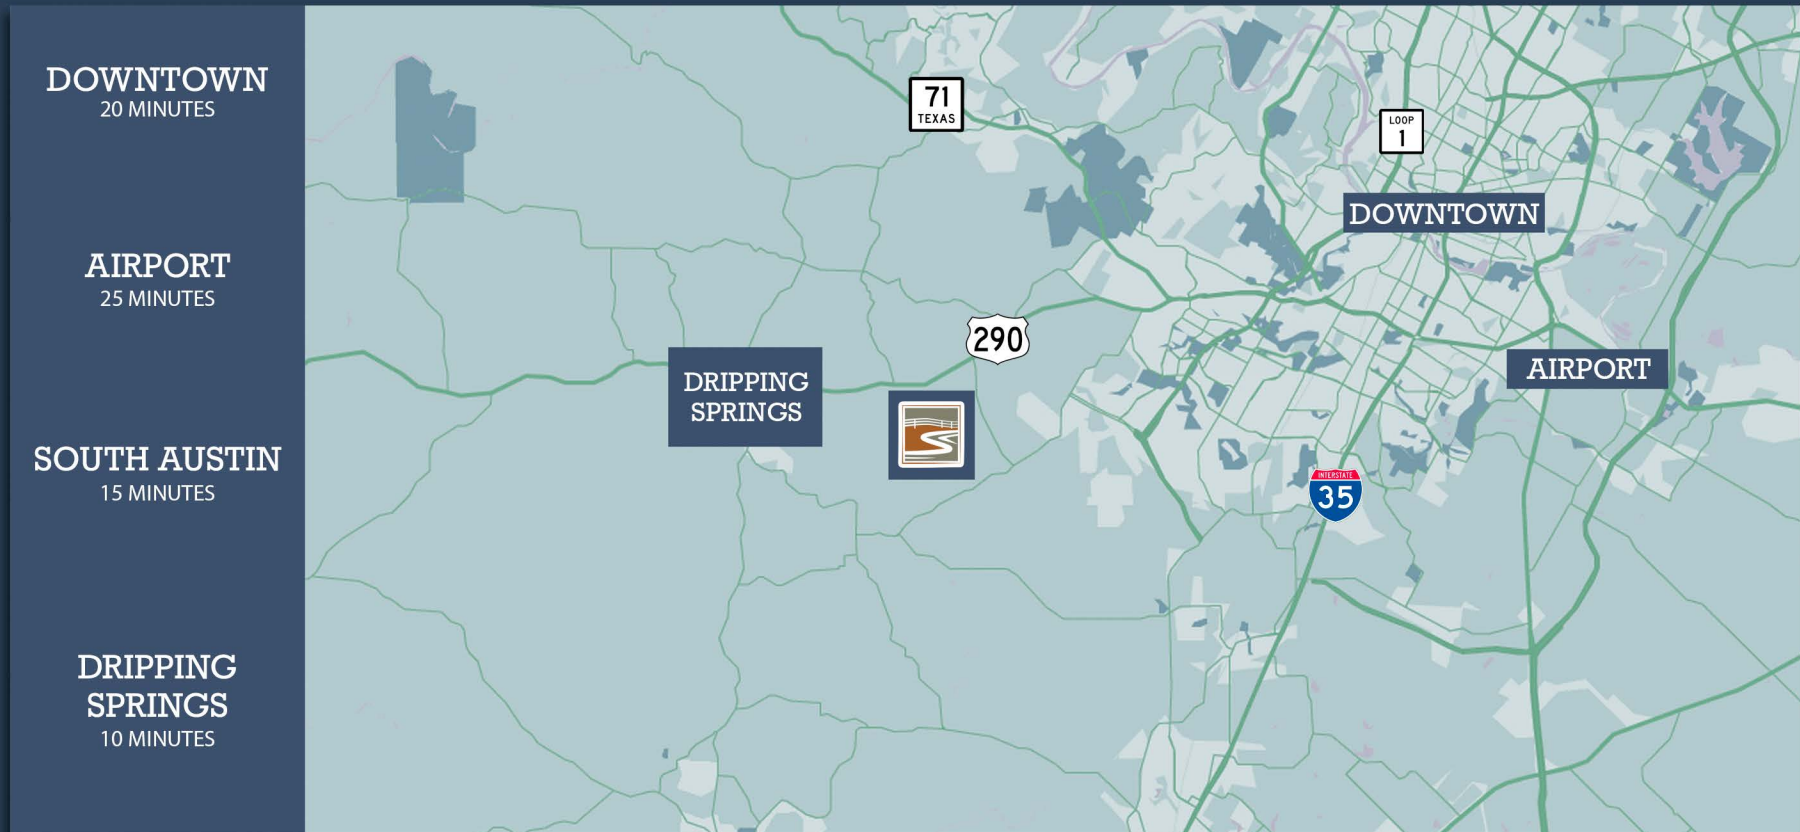 DOWNTOWN
20 MINUTES
AIRPORT
25 MINUTES
SOUTH AUSTIN
15 MINUTES
DRIPPING
SPRINGS
10 MINUTES
71
TEXAS
LOOP
1
DOWNTOWN
290
DRIPPING
SPRINGS
AIRPORT
INTERSTATE
35